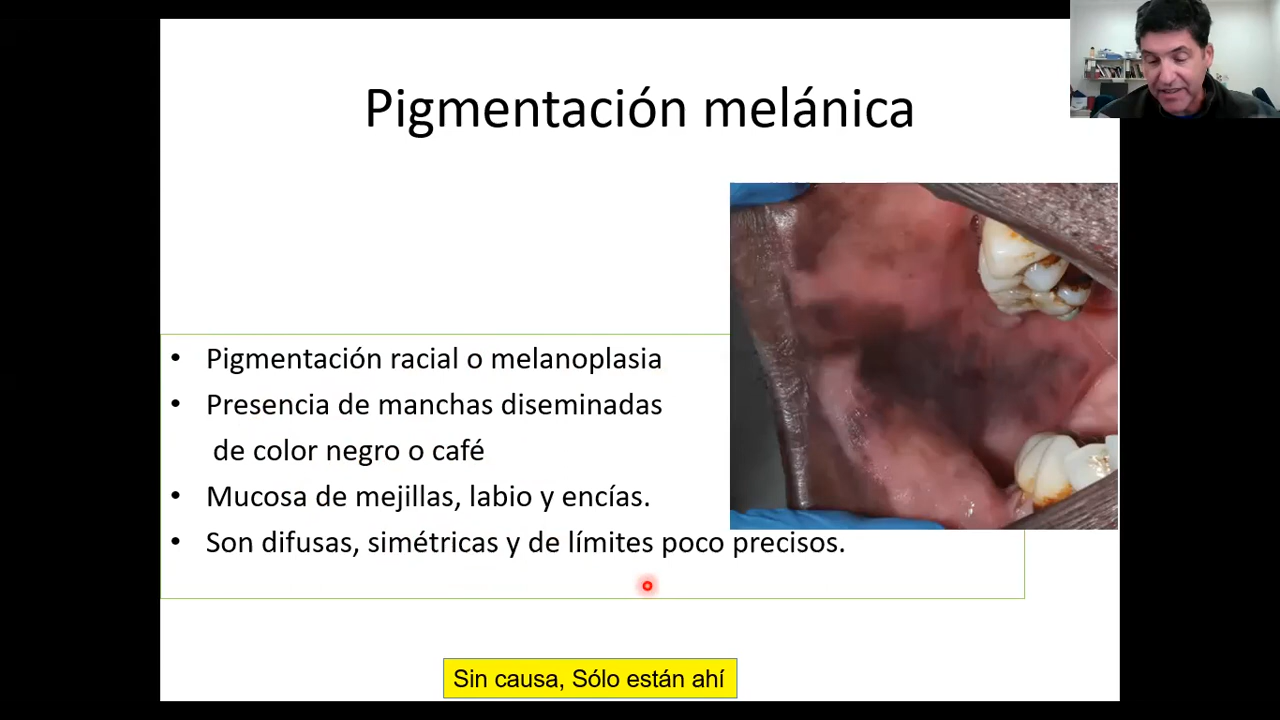 Pigmentación melánica
• Pigmentación racial o melanoplasia
• Presencia de manchas diseminadas
de color negro o café
• Mucosa de mejillas, labio y encías.
• Son difusas, simétricas y de límites poco precisos.
Sin causa, Sólo están ahí